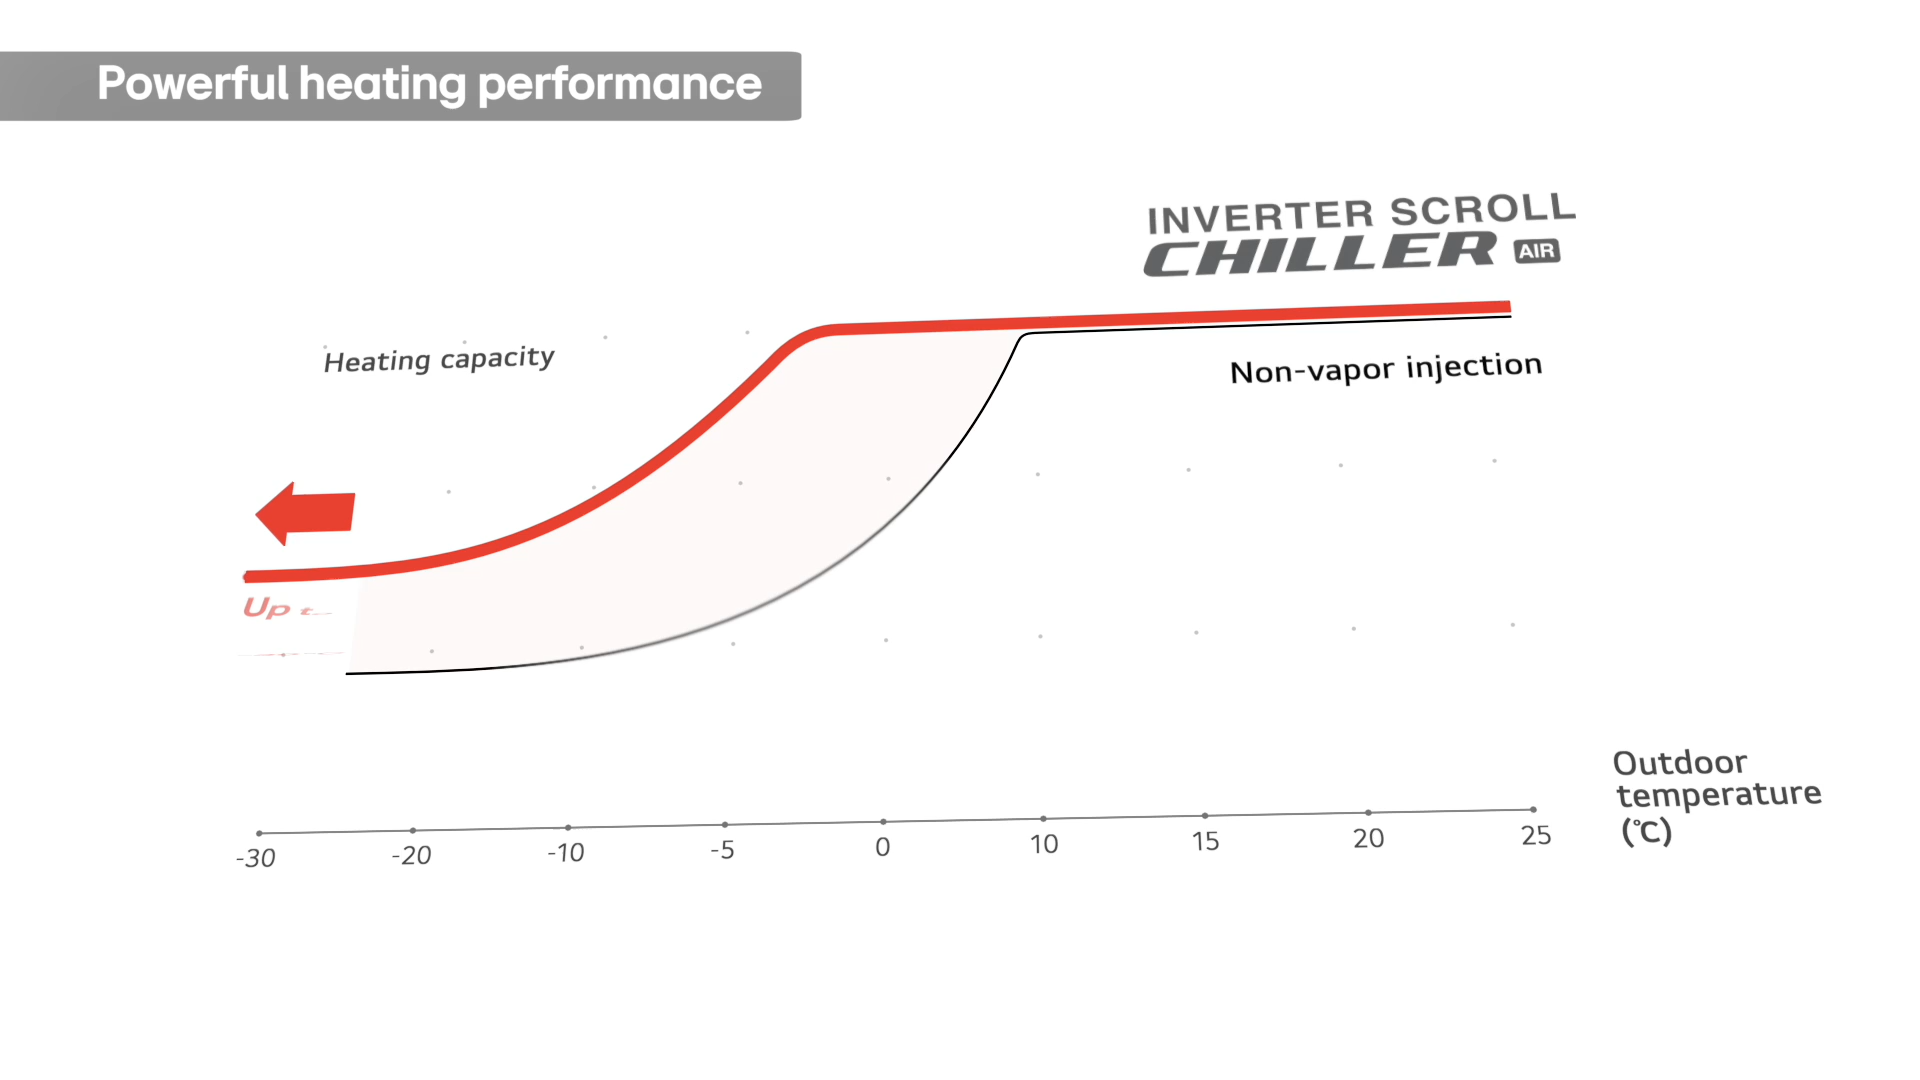 Powerful heating performance
INVERTER SCROLL
CHILLER AIR
Heating capacity
Non-vapor injection
Up
Outdoor
temperature
(℃)
-30 -20 -10 -5 0 10 15 20 25